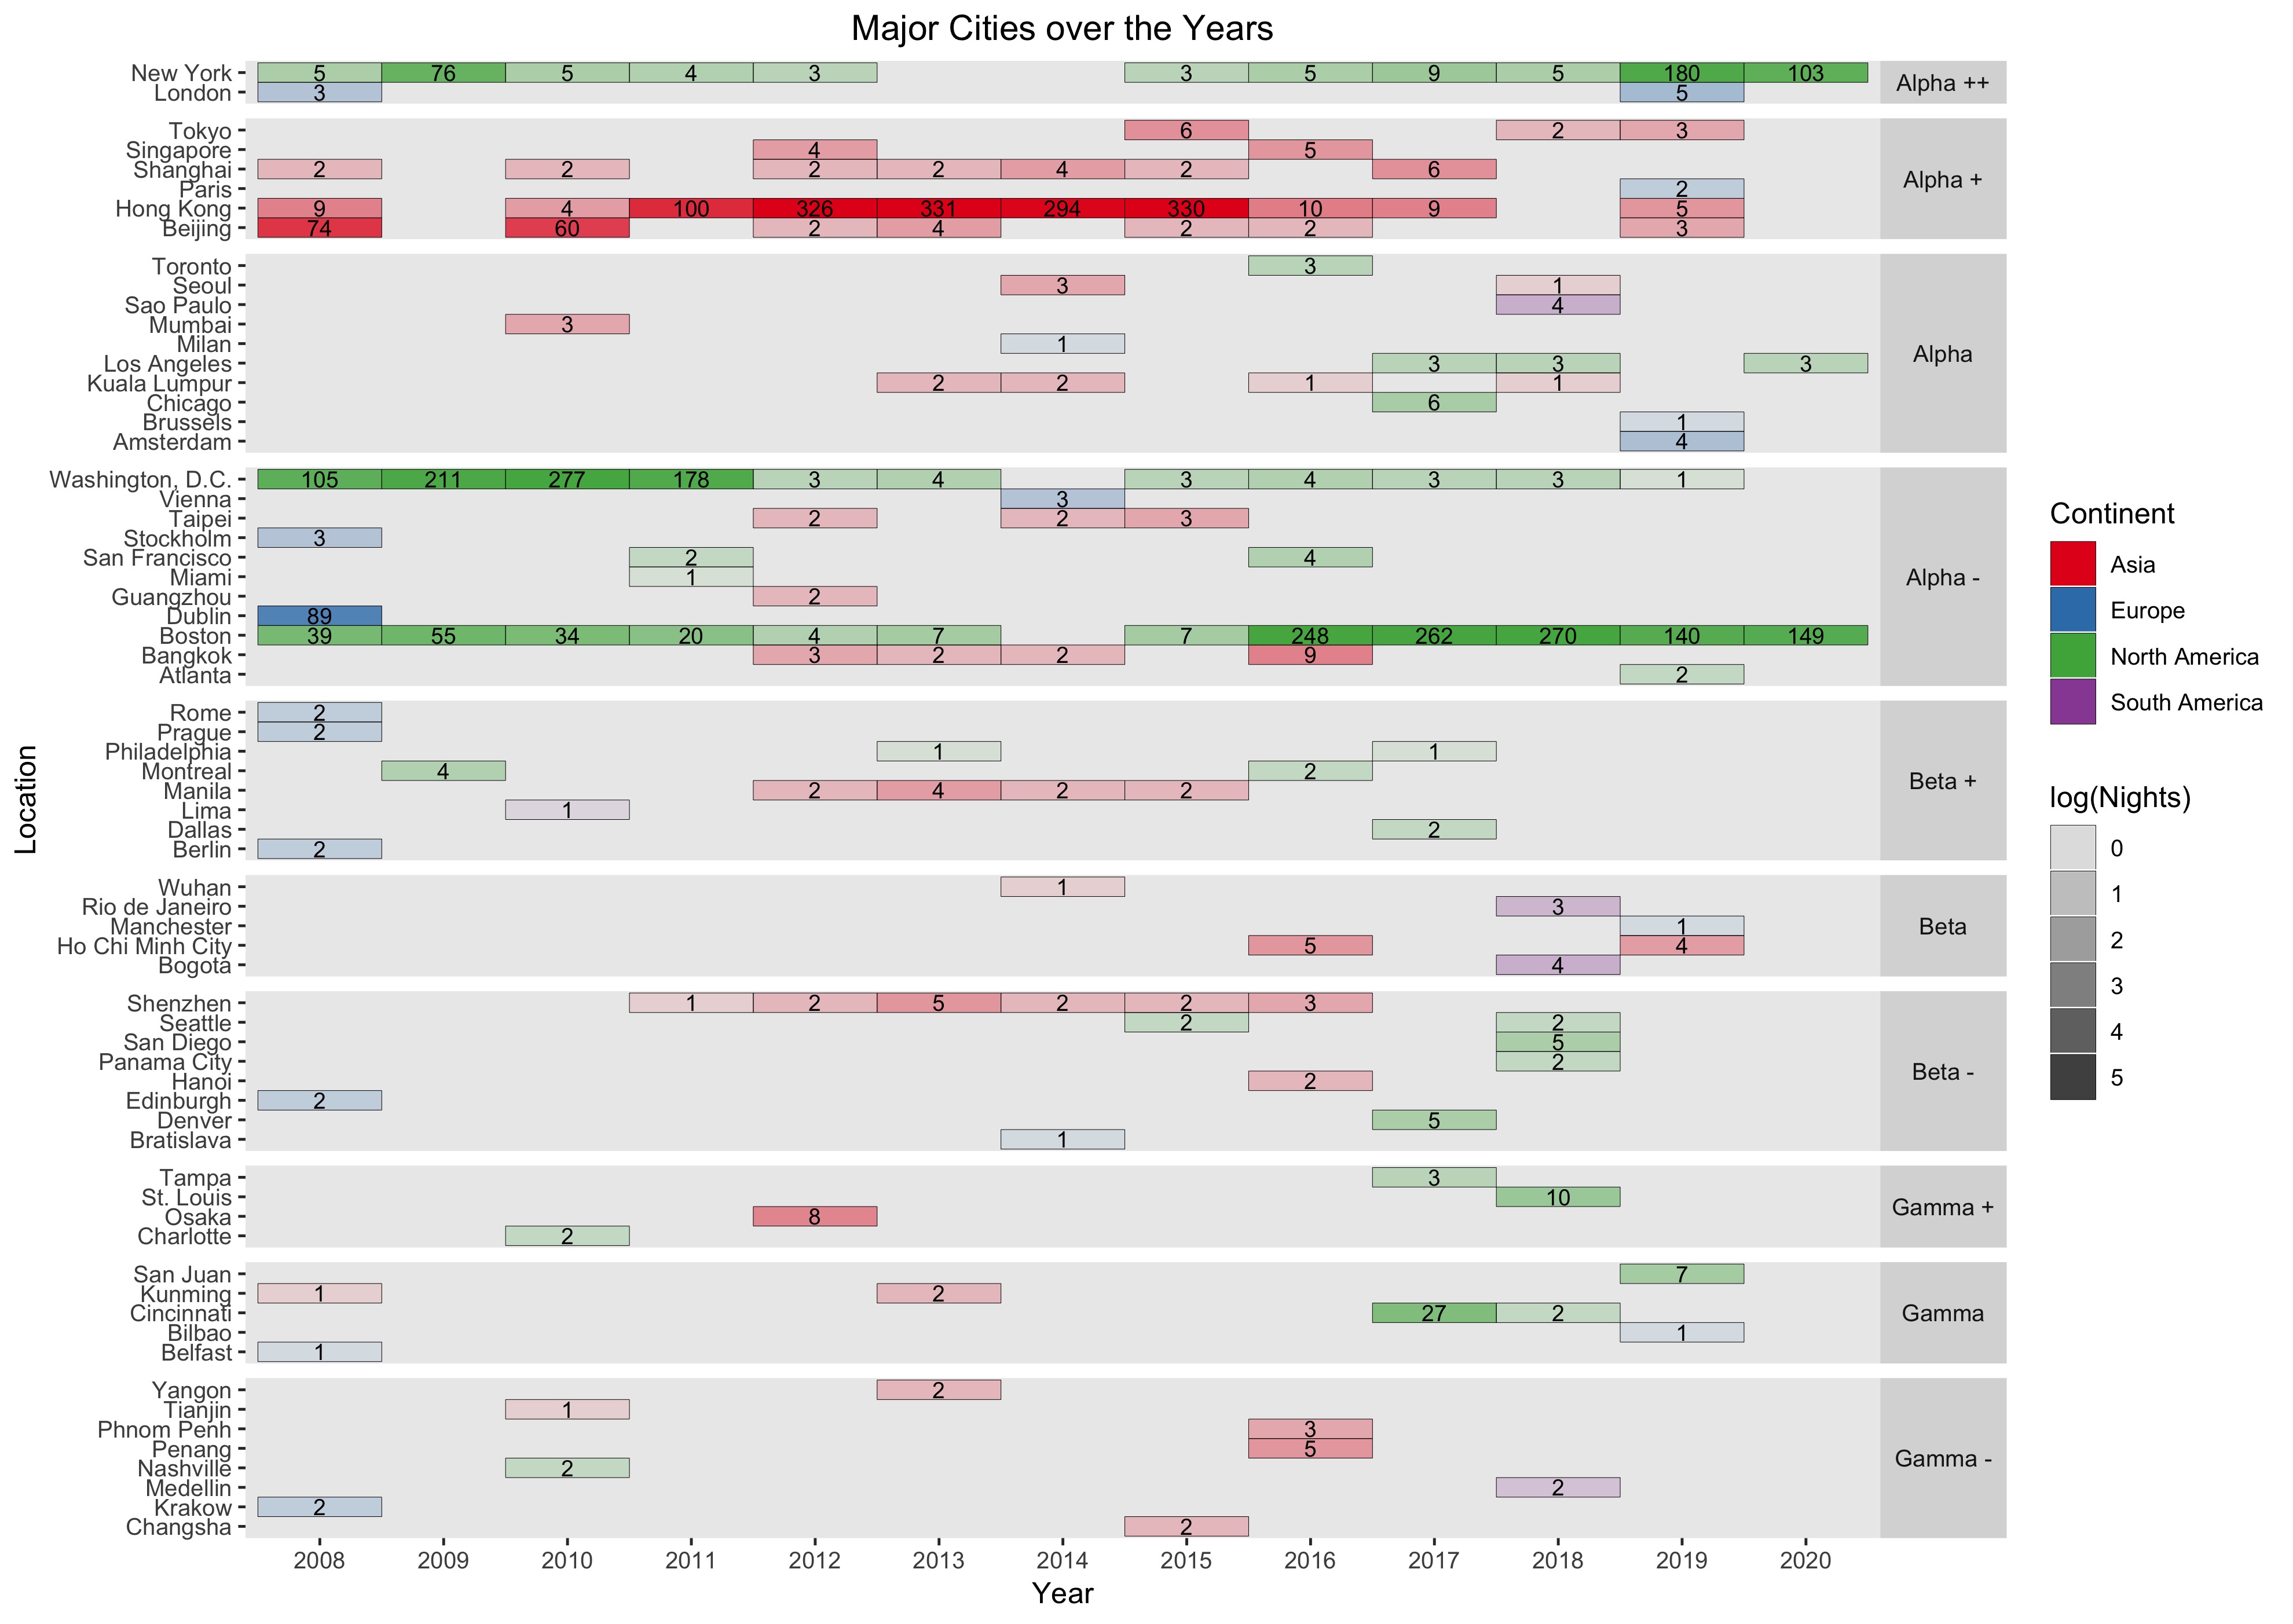 Major Cities over the Years
New York 5 76 5 4 3 3 5 9 5 180 103
London 3 5
Alpha ++
Tokyo 6 2 3
Singapore 4 5
Shanghai 2 2 2 2 4 2 6
Paris 2
Hong Kong 9 4 100 326 331 294 330 10 9 5
Beijing 74 60 2 4 2 2 3
Alpha +
Toronto 3
Seoul 3 1
Sao Paulo 4
Mumbai 3
Milan 1
Los Angeles 3 3 3
Kuala Lumpur 2 2 1 1
Chicago 6
Brussels 1
Amsterdam 4
Alpha
Washington, D.C. 105 211 277 178 3 4 3 4 3 3 1
Vienna 3
Taipei 2 2 3
Stockholm 3
San Francisco 2 4
Miami 1
Guangzhou 2
Dublin 89
Boston 39 55 34 20 4 7 7 248 262 270 140 149
Bangkok 3 2 2 9
Atlanta 2
Alpha -
Rome 2
Prague 2
Philadelphia 1 1
Montreal 4 2
Manila 2 4 2 2
Lima 1
Dallas 2
Berlin 2
Beta +
Wuhan 1
Rio de Janeiro 3
Manchester 1
Ho Chi Minh City 5 4
Bogota 4
Beta
Shenzhen 1 2 5 2 2 3
Seattle 2 2
San Diego 5
Panama City 2
Hanoi 2
Edinburgh 2
Denver 5
Bratislava 1
Beta -
Tampa 3
St. Louis 10
Osaka 8
Charlotte 2
Gamma +
San Juan 7
Kunming 1 2
Cincinnati 27 2
Bilbao 1
Belfast 1
Gamma
Yangon 2
Tianjin 1
Phnom Penh 3
Penang 5
Nashville 2
Medellin 2
Krakow 2
Changsha 2
Gamma -
2008 2009 2010 2011 2012 2013 2014 2015 2016 2017 2018 2019 2020
Year
Location
Continent
Asia
Europe
North America
South America
log(Nights)
0
1
2
3
4
5